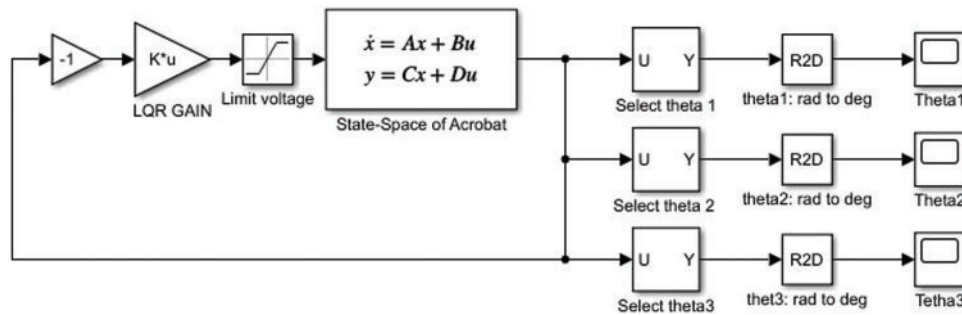 -1
K*u
LQR GAIN
Limit voltage
ẋ = Ax + Bu
y = Cx + Du
State-Space of Acrobat
U Y
Select theta 1
R2D
theta1: rad to deg
Theta1
U Y
Select theta 2
R2D
theta2: rad to deg
Theta2
U Y
Select theta3
R2D
thet3: rad to deg
Tetha3